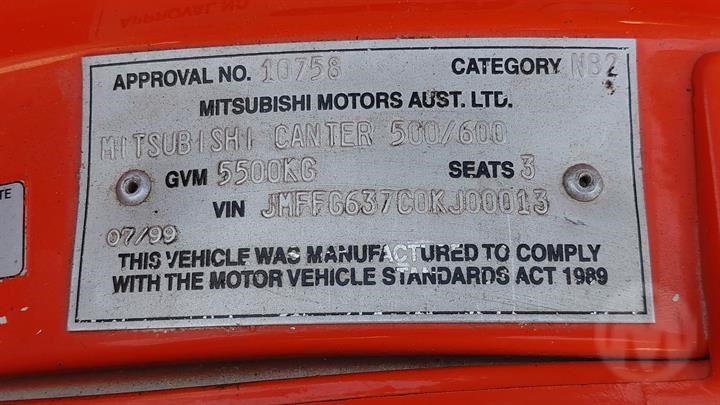 APPROVAL NO. 10758 CATEGORY NB2
MITSUBISHI MOTORS AUST. LTD.
MITSUBISHI CANTER 500/600
GVM 5500KG SEATS 3
VIN JMFFG637C0KJ00013
07/99
THIS VEHICLE WAS MANUFACTURED TO COMPLY
WITH THE MOTOR VEHICLE STANDARDS ACT 1989